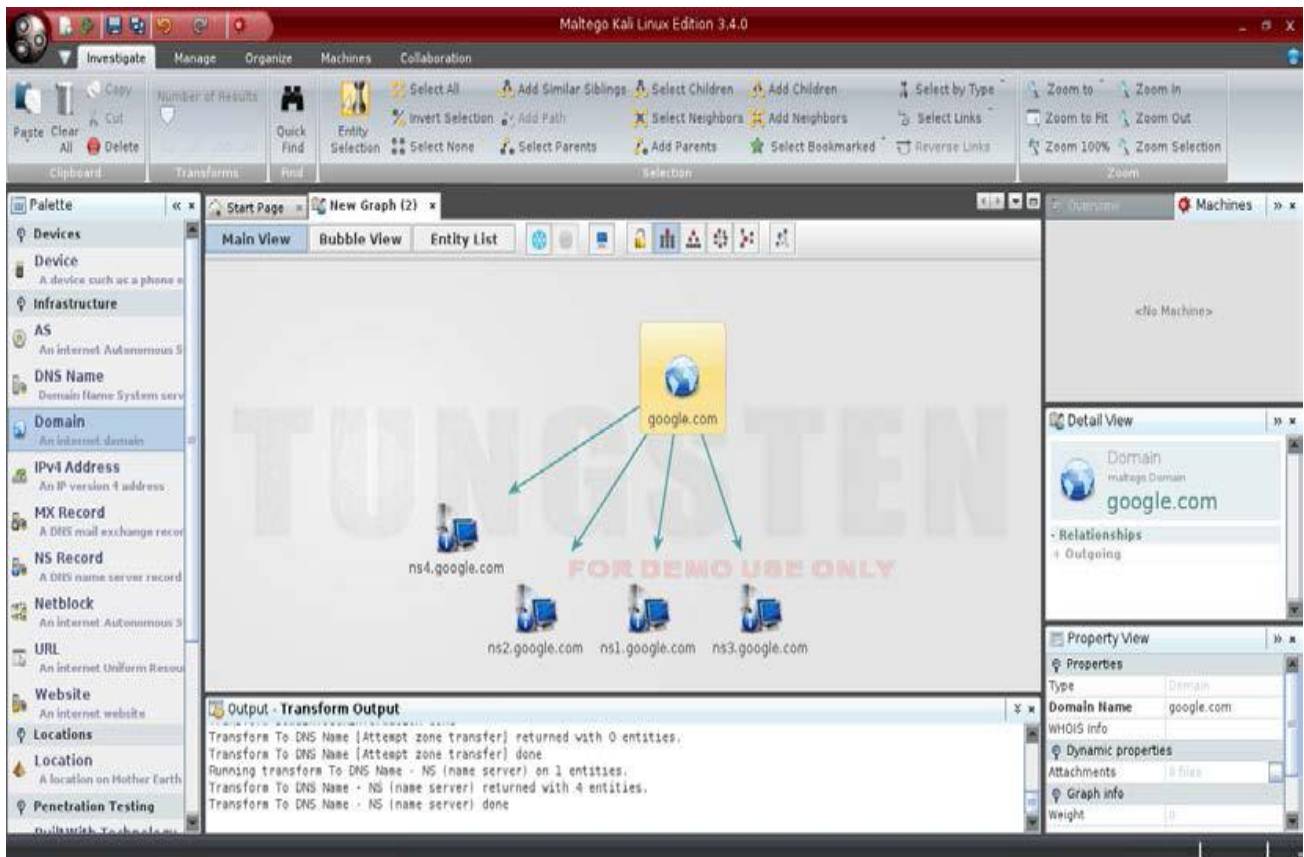 Maltego Kali Linux Edition 3.4.0
Investigate Manage Organize Machines Collaboration
Copy
Cut
Paste Clear All Delete
Clipboard
Number of Results
Transforms
Quick Find
Find
Entity Selection
Select All Add Similar Siblings Select Children Add Children Select by Type
Invert Selection Add Path Select Neighbors Add Neighbors Select Links
Select None Select Parents Add Parents Select Bookmarked Reverse Links
Selection
Zoom to Zoom In
Zoom to Fit Zoom Out
Zoom 100% Zoom Selection
Zoom
Palette
Devices
Device
A device such as a phone
Infrastructure
AS
An internet Autonomous S
DNS Name
Domain Name System serv
Domain
An internet domain
IPv4 Address
An IP version 4 address
MX Record
A DNS mail exchange recor
NS Record
A DNS name server record
Netblock
An internet Autonomous S
URL
An internet Uniform Resou
Website
An internet website
Locations
Location
A location on Mother Earth
Penetration Testing
Built With Technology
Start Page New Graph (2)
Main View Bubble View Entity List
TUNGSTEN
FOR DEMO USE ONLY
google.com
ns4.google.com
ns2.google.com ns1.google.com ns3.google.com
Output - Transform Output
Transform To DNS Name [Attempt zone transfer] returned with 0 entities.
Transform To DNS Name [Attempt zone transfer] done
Running transform To DNS Name - NS (name server) on 1 entities.
Transform To DNS Name - NS (name server) returned with 4 entities.
Transform To DNS Name - NS (name server) done
Overview Machines
<No Machine>
Detail View
Domain
maltego.Domain
google.com
- Relationships
+ Outgoing
Property View
Properties
Type Domain
Domain Name google.com
WHOIS Info
Dynamic properties
Attachments 0 files
Graph info
Weight 0